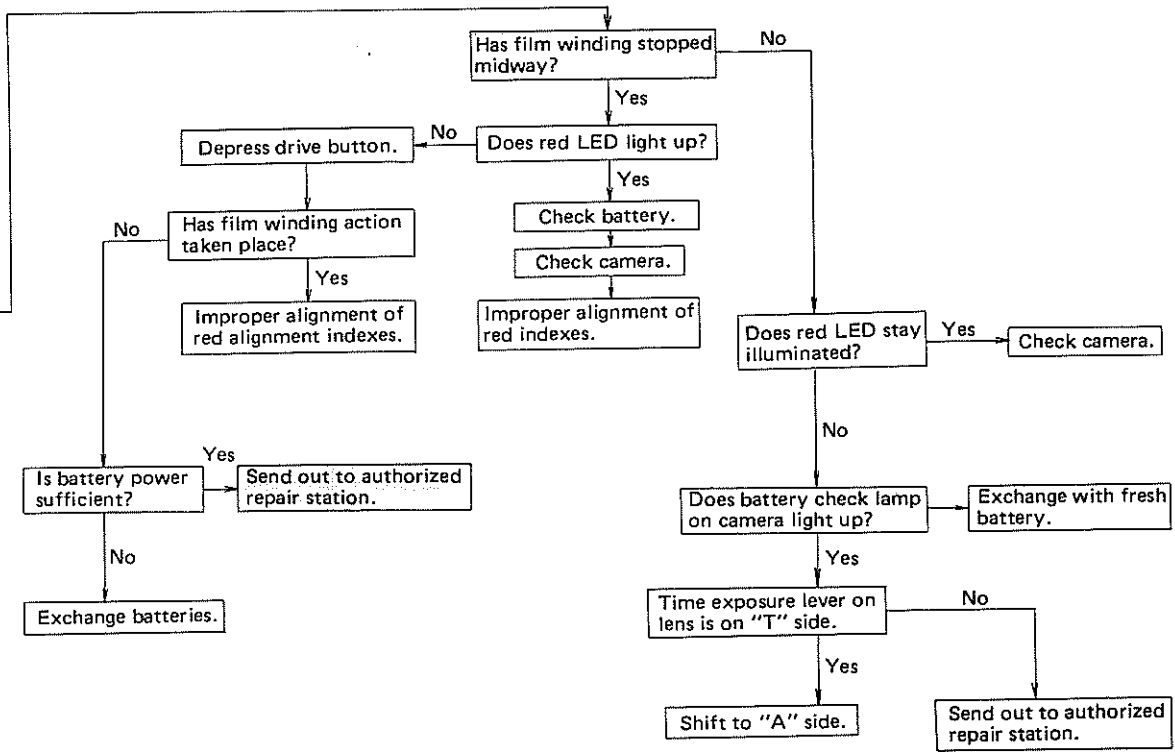 Has film winding stopped
midway?
No
Yes
Does red LED light up?
No
Depress drive button.
Yes
Check battery.
No
Has film winding action
taken place?
Check camera.
Yes
Improper alignment of
red alignment indexes.
Improper alignment of
red indexes.
Does red LED stay
illuminated?
Yes
Check camera.
No
Is battery power
sufficient?
Yes
Send out to authorized
repair station.
Does battery check lamp
on camera light up?
Exchange with fresh
battery.
No
Yes
Exchange batteries.
Time exposure lever on
lens is on "T" side.
No
Yes
Shift to "A" side.
Send out to authorized
repair station.